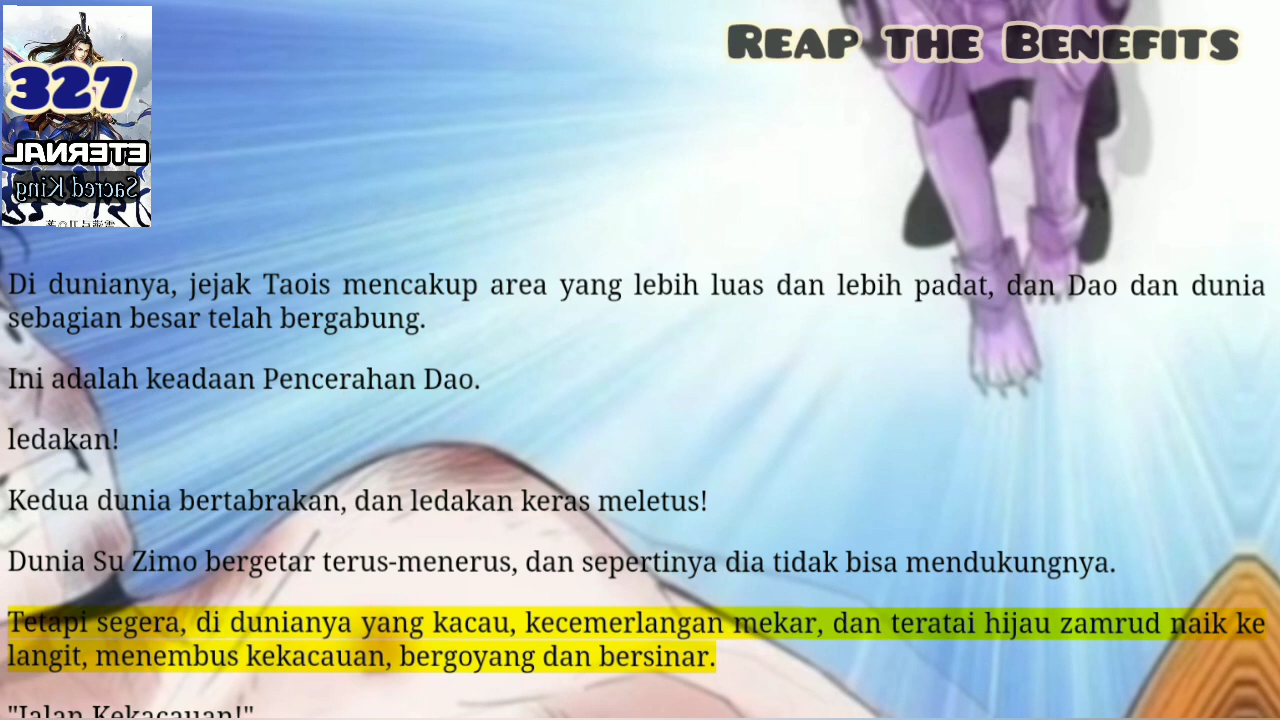 Reap the Benefits
327
ETERNAL
Sacred King
Di dunianya, jejak Taois mencakup area yang lebih luas dan lebih padat, dan Dao dan dunia
sebagian besar telah bergabung.
Ini adalah keadaan Pencerahan Dao.
ledakan!
Kedua dunia bertabrakan, dan ledakan keras meletus!
Dunia Su Zimo bergetar terus-menerus, dan sepertinya dia tidak bisa mendukungnya.
Tetapi segera, di dunianya yang kacau, kecemerlangan mekar, dan teratai hijau zamrud naik ke
langit, menembus kekacauan, bergoyang dan bersinar.
"Jalan Kekacauan!"